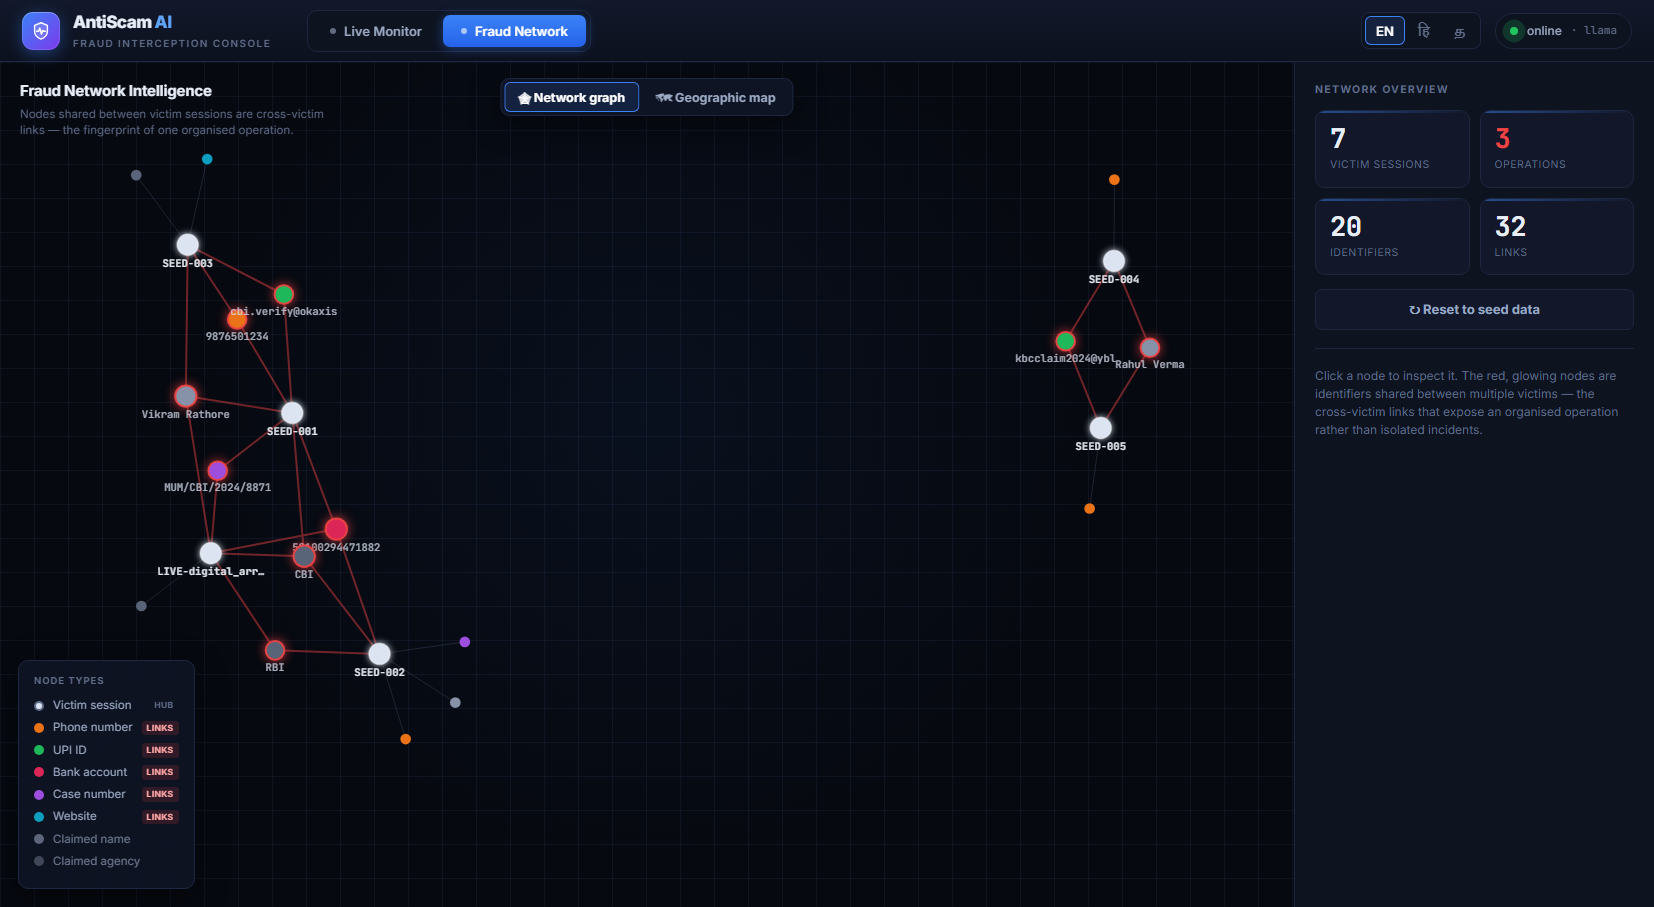 AntiScam AI
FRAUD INTERCEPTION CONSOLE
Live Monitor
Fraud Network
EN
हि
த
online · llama
Fraud Network Intelligence
Nodes shared between victim sessions are cross-victim
links — the fingerprint of one organised operation.
Network graph
Geographic map
SEED-003
cbi.verify@okaxis
9876501234
Vikram Rathore
SEED-001
MUM/CBI/2024/8871
CBI
LIVE-digital_arr…
RBI
SEED-002
SEED-004
kbcclaim2024@ybl
Rahul Verma
SEED-005
NODE TYPES
Victim session HUB
Phone number LINKS
UPI ID LINKS
Bank account LINKS
Case number LINKS
Website LINKS
Claimed name
Claimed agency
NETWORK OVERVIEW
7
VICTIM SESSIONS
3
OPERATIONS
20
IDENTIFIERS
32
LINKS
↻ Reset to seed data
Click a node to inspect it. The red, glowing nodes are
identifiers shared between multiple victims — the
cross-victim links that expose an organised operation
rather than isolated incidents.